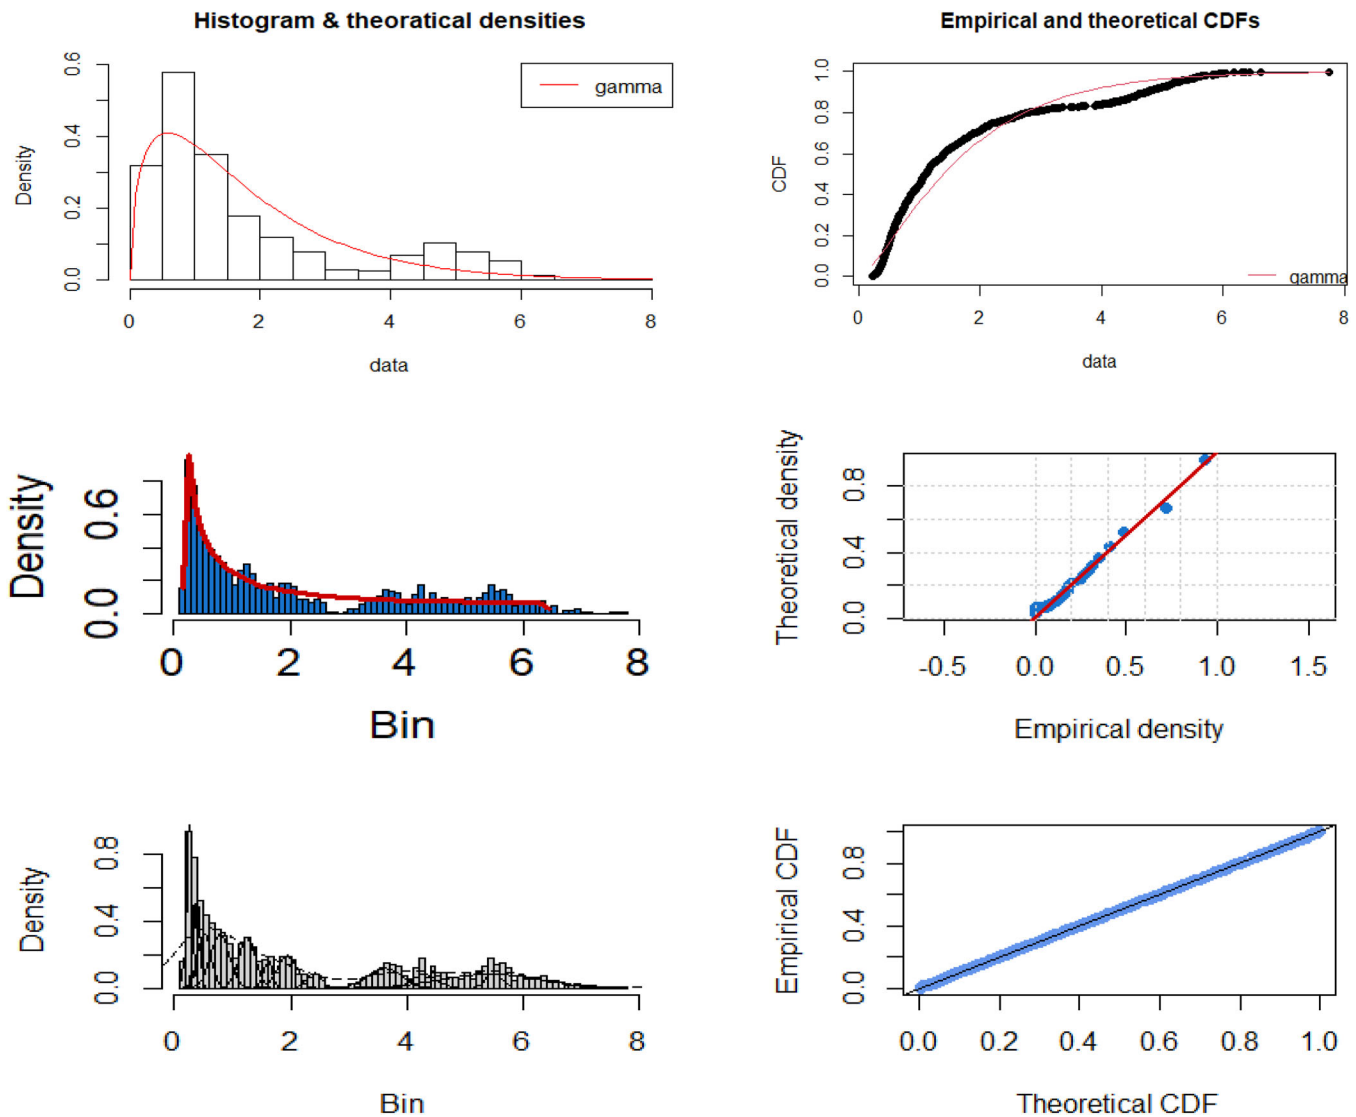 Histogram & theoratical densities
Density
0.0 0.2 0.4 0.6
gamma
0 2 4 6 8
data
Empirical and theoretical CDFs
CDF
0.0 0.2 0.4 0.6 0.8 1.0
gamma
0 2 4 6 8
data
Density
0.0 0.6
0 2 4 6 8
Bin
Theoretical density
0.0 0.4 0.8
-0.5 0.0 0.5 1.0 1.5
Empirical density
Density
0.0 0.4 0.8
0 2 4 6 8
Bin
Empirical CDF
0.0 0.4 0.8
0.0 0.2 0.4 0.6 0.8 1.0
Theoretical CDF